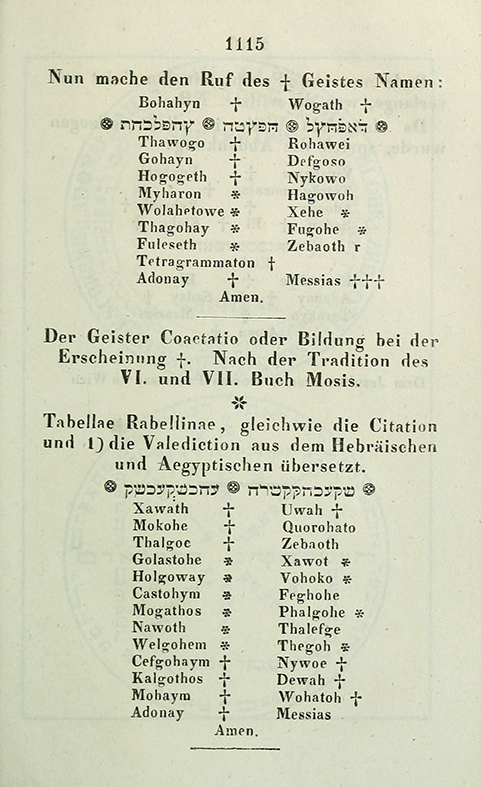 1115
Nun mache den Ruf des † Geistes Namen:
Bohahyn † Wogath †
Thawogo † Rohawei
Gohayn † Defgoso
Hogogeth † Nykowo
Myharon * Hagowoh
Wolahetowe * Xehe *
Thagohay * Fugohe *
Fuleseth * Zebaoth r
Tetragrammaton †
Adonay † Messias †††
Amen.
Der Geister Coactatio oder Bildung bei der
Erscheinung †. Nach der Tradition des
VI. und VII. Buch Mosis.
*
Tabellae Rabellinae, gleichwie die Citation
und 1) die Valediction aus dem Hebräischen
und Aegyptischen übersetzt.
Xawath † Uwah †
Mokohe † Quorohato
Thalgoe † Zebaoth
Golastohe * Xawot *
Holgoway * Vohoko *
Castohym * Feghohe
Mogathos * Phalgohe *
Nawoth * Thalefge
Welgohem * Thegoh *
Cefgohaym † Nywoe †
Kalgothos † Dewah †
Mohaym † Wohatoh †
Adonay † Messias
Amen.